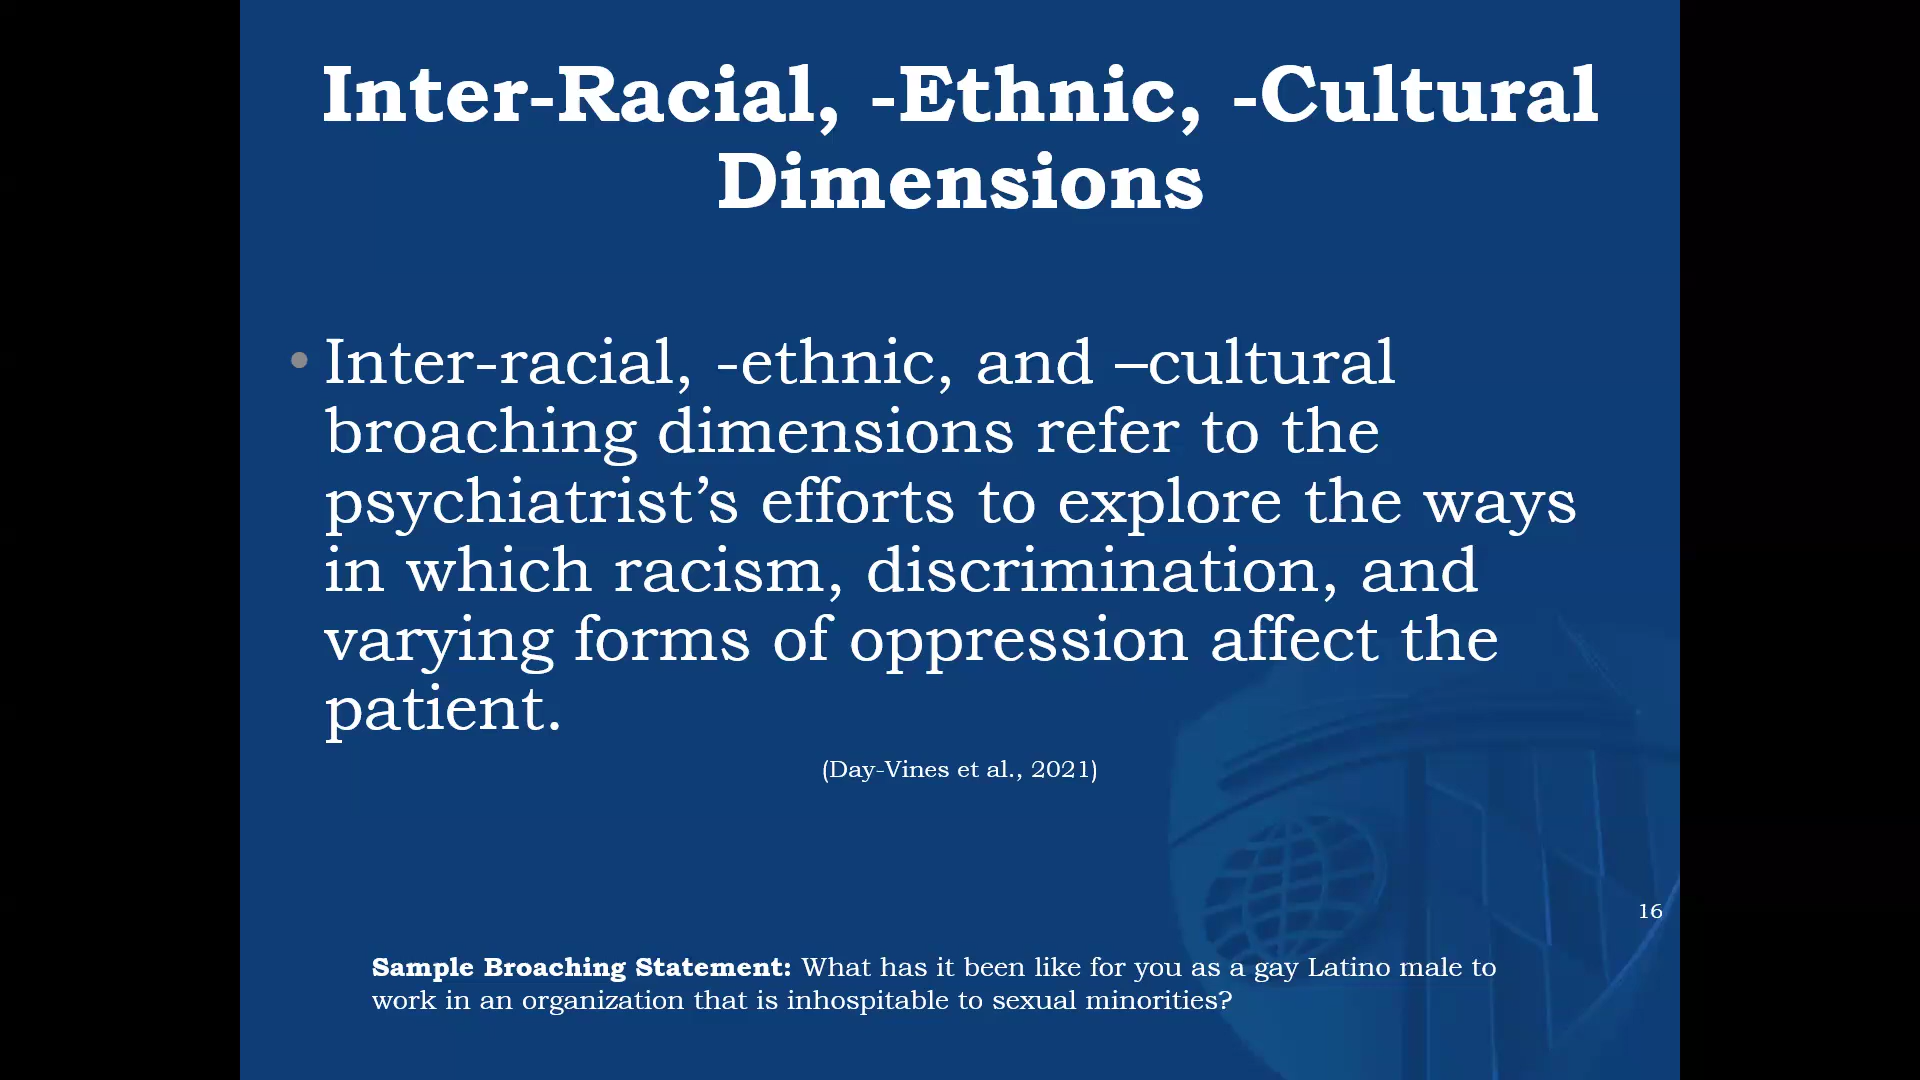 Inter-Racial, -Ethnic, -Cultural
Dimensions
• Inter-racial, -ethnic, and –cultural
broaching dimensions refer to the
psychiatrist’s efforts to explore the ways
in which racism, discrimination, and
varying forms of oppression affect the
patient.
(Day-Vines et al., 2021)
16
Sample Broaching Statement: What has it been like for you as a gay Latino male to
work in an organization that is inhospitable to sexual minorities?